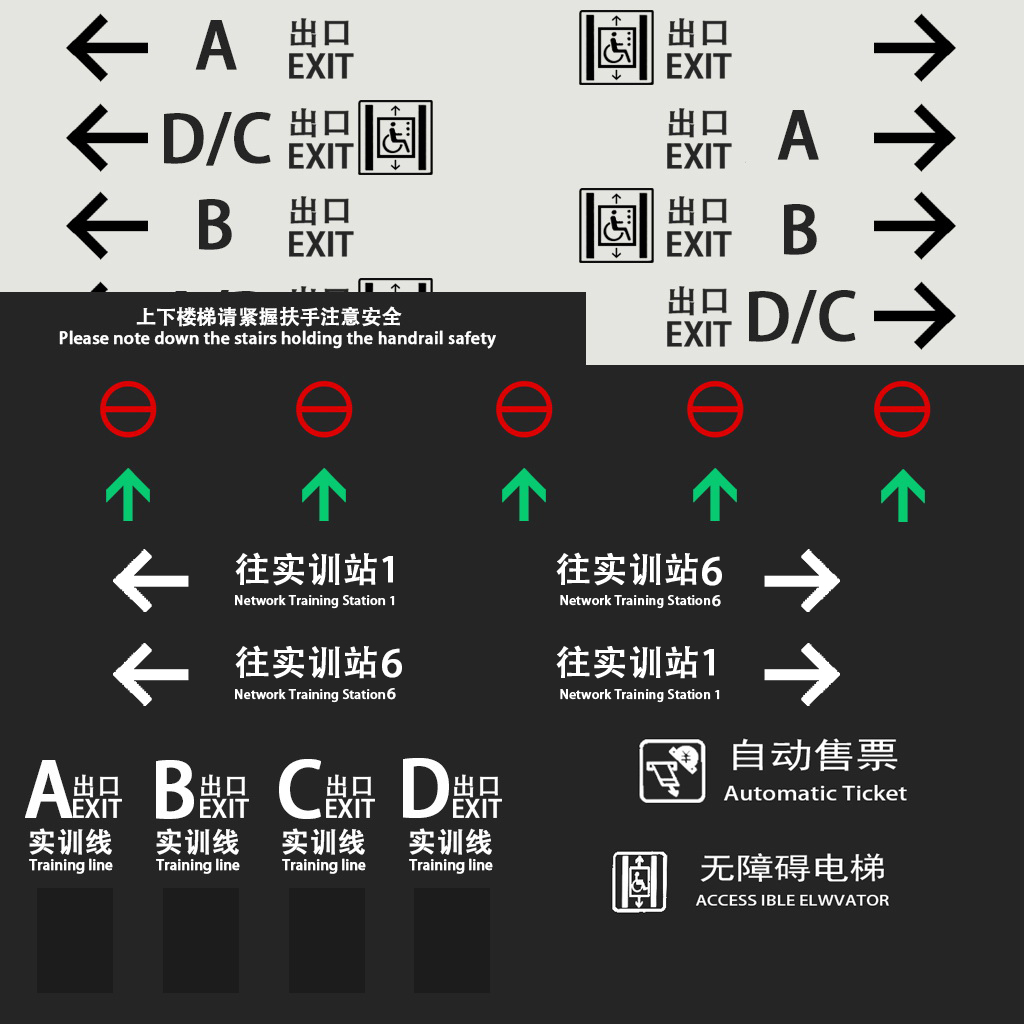 A 出口
EXIT
D/C 出口
EXIT
B 出口
EXIT
出口
EXIT
出口 A
EXIT
出口 B
EXIT
出口 D/C
EXIT
上下楼梯请紧握扶手注意安全
Please note down the stairs holding the handrail safety
往实训站1
Network Training Station 1
往实训站6
Network Training Station6
往实训站6
Network Training Station6
往实训站1
Network Training Station 1
A出口
EXIT
实训线
Training line
B出口
EXIT
实训线
Training line
C出口
EXIT
实训线
Training line
D出口
EXIT
实训线
Training line
自动售票
Automatic Ticket
无障碍电梯
ACCESS IBLE ELWVATOR